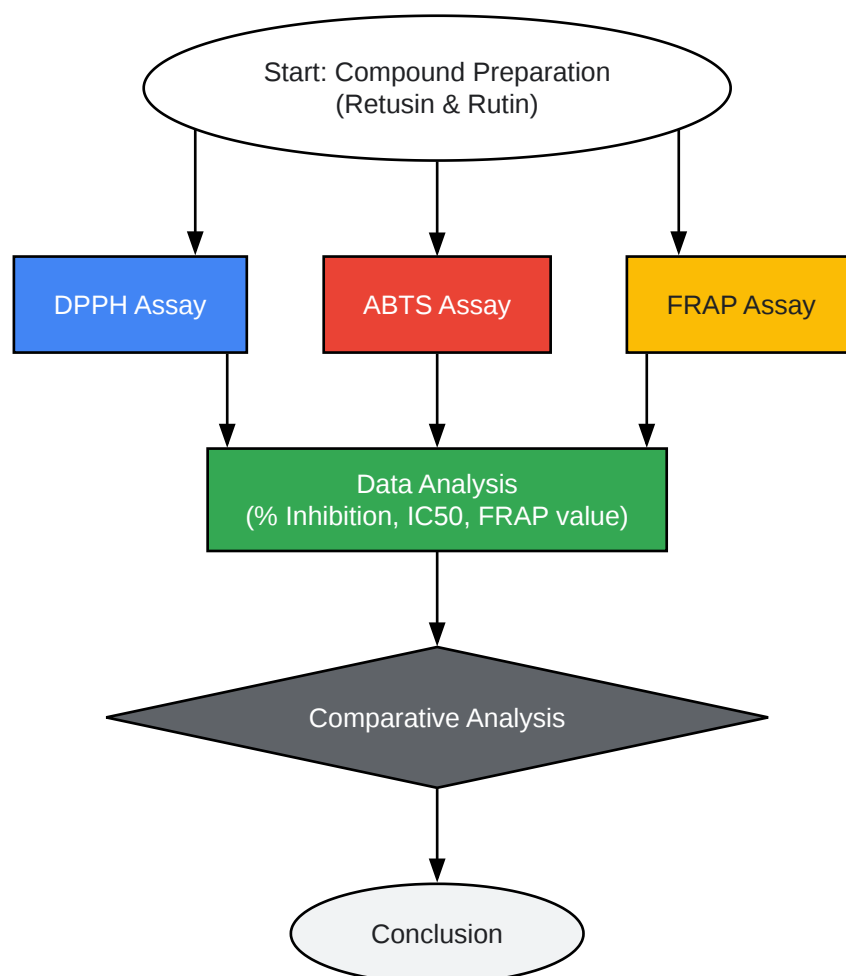 Start: Compound Preparation
(Retusin & Rutin)
DPPH Assay
ABTS Assay
FRAP Assay
Data Analysis
(% Inhibition, IC50, FRAP value)
Comparative Analysis
Conclusion